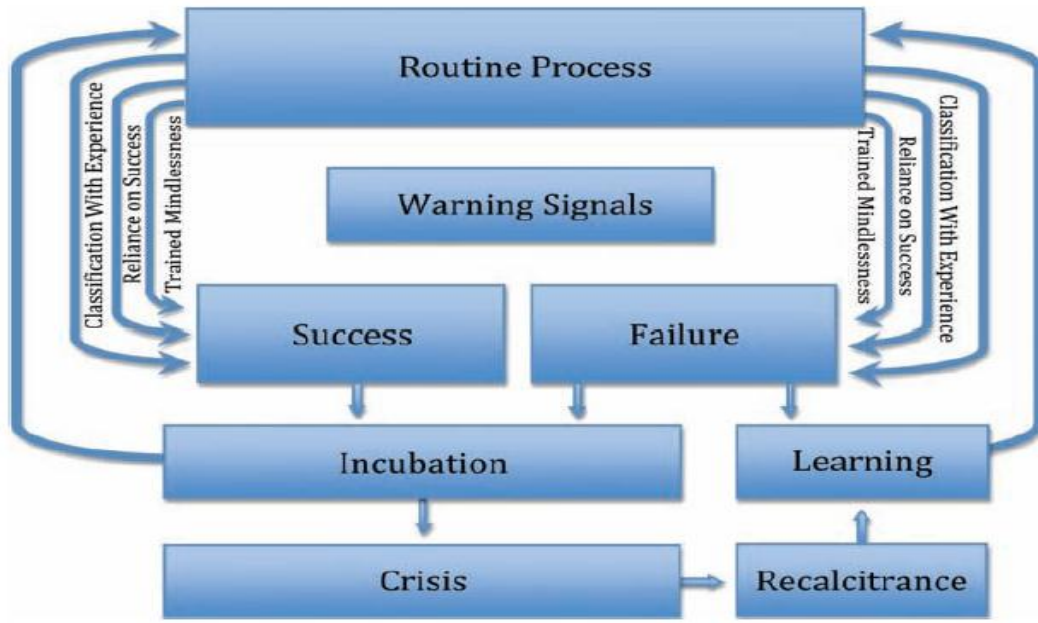 Routine Process
Classification With Experience
Reliance on Success
Trained Mindlessness
Trained Mindlessness
Reliance on Success
Classification With Experience
Warning Signals
Success
Failure
Incubation
Learning
Crisis
Recalcitrance